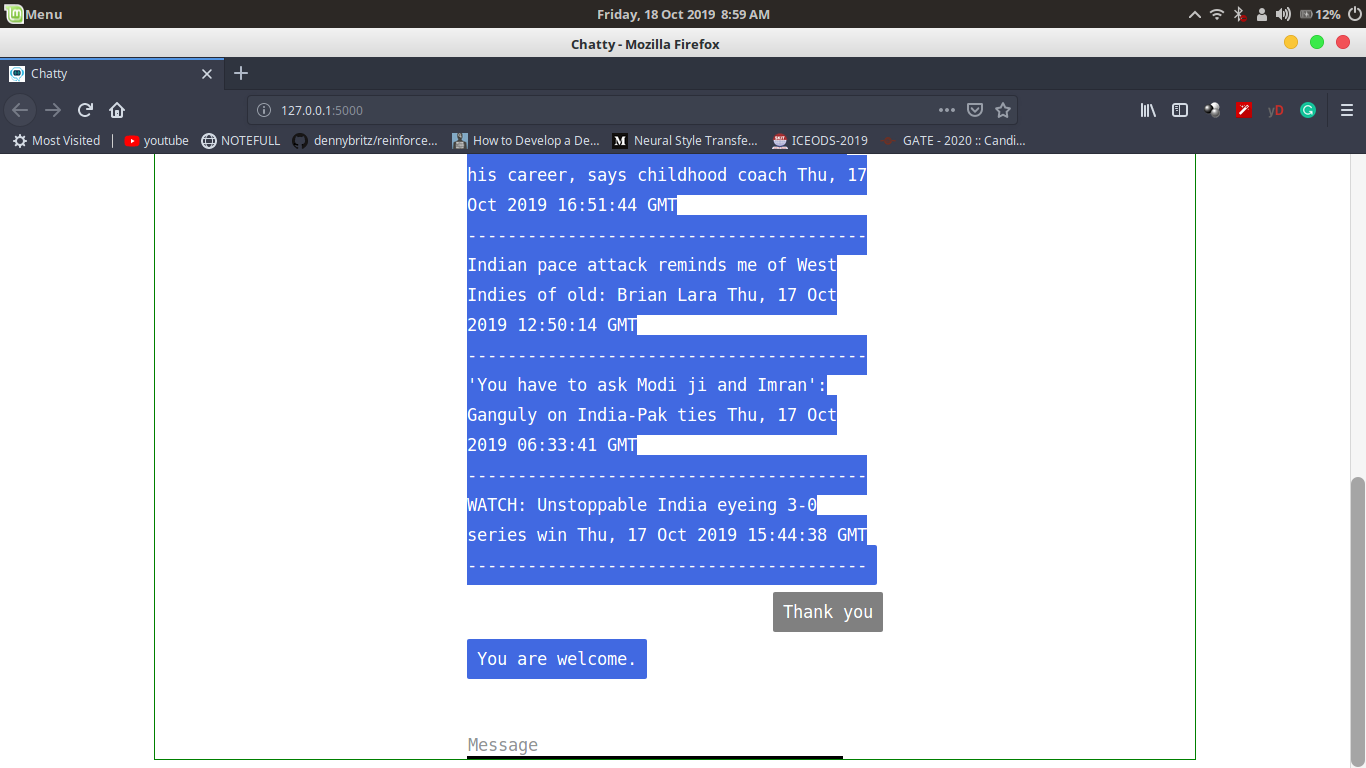 Menu
Friday, 18 Oct 2019 8:59 AM
12%
Chatty - Mozilla Firefox
Chatty
127.0.0.1:5000
yD
Most Visited
youtube
NOTEFULL
dennybritz/reinforce...
How to Develop a De...
Neural Style Transfe...
ICEODS-2019
GATE - 2020 :: Candi...
his career, says childhood coach Thu, 17
Oct 2019 16:51:44 GMT
----------------------------------------
Indian pace attack reminds me of West
Indies of old: Brian Lara Thu, 17 Oct
2019 12:50:14 GMT
----------------------------------------
'You have to ask Modi ji and Imran':
Ganguly on India-Pak ties Thu, 17 Oct
2019 06:33:41 GMT
----------------------------------------
WATCH: Unstoppable India eyeing 3-0
series win Thu, 17 Oct 2019 15:44:38 GMT
----------------------------------------
Thank you
You are welcome.
Message